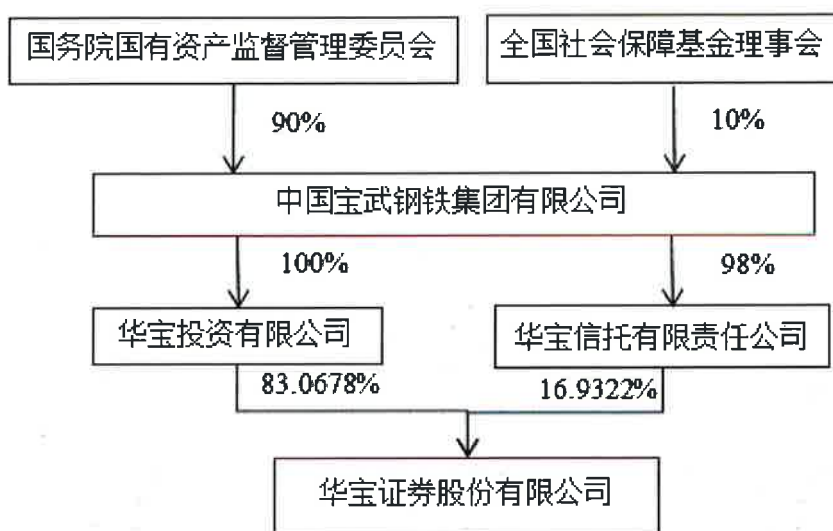 国务院国有资产监督管理委员会
全国社会保障基金理事会
90%
10%
中国宝武钢铁集团有限公司
100%
98%
华宝投资有限公司
华宝信托有限责任公司
83.0678%
16.9322%
华宝证券股份有限公司